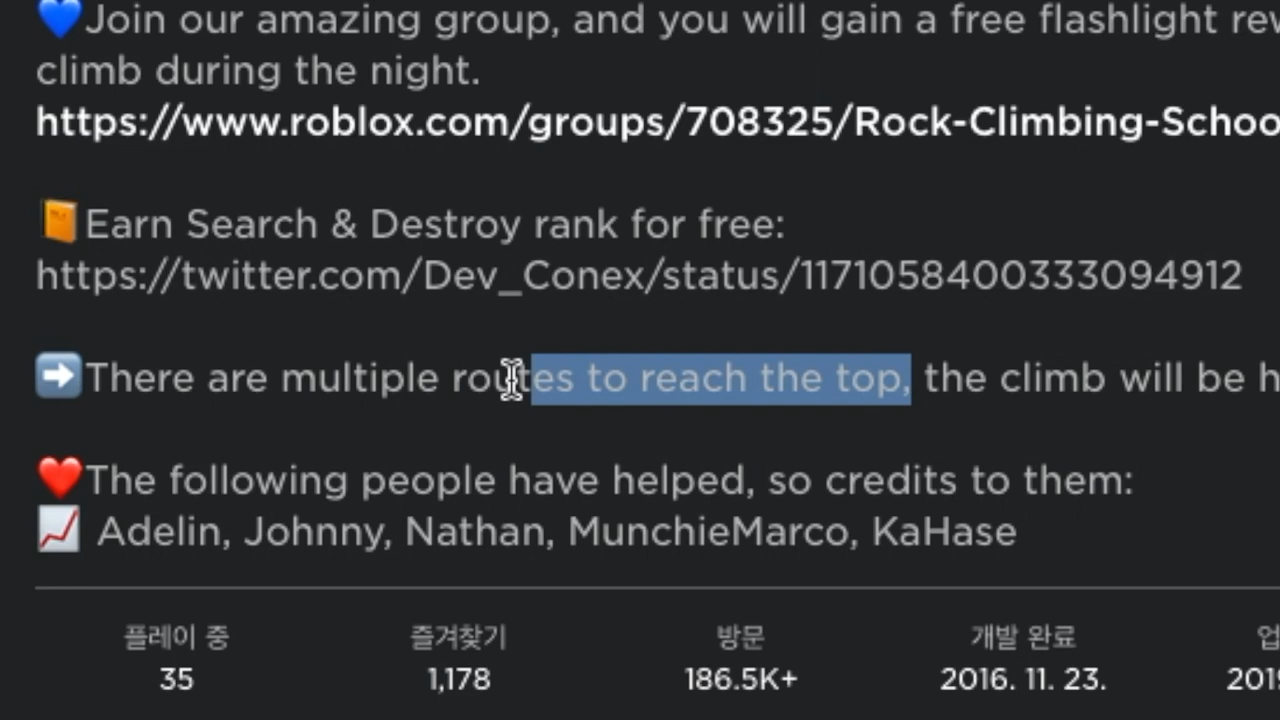 💙Join our amazing group, and you will gain a free flashlight
climb during the night.
https://www.roblox.com/groups/708325/Rock-Climbing-Schoo
📙Earn Search & Destroy rank for free:
https://twitter.com/Dev_Conex/status/1171058400333094912
➡️There are multiple routes to reach the top, the climb will be
❤️The following people have helped, so credits to them:
📈 Adelin, Johnny, Nathan, MunchieMarco, KaHase
플레이 중 즐겨찾기 방문 개발 완료
35 1,178 186.5K+ 2016. 11. 23.